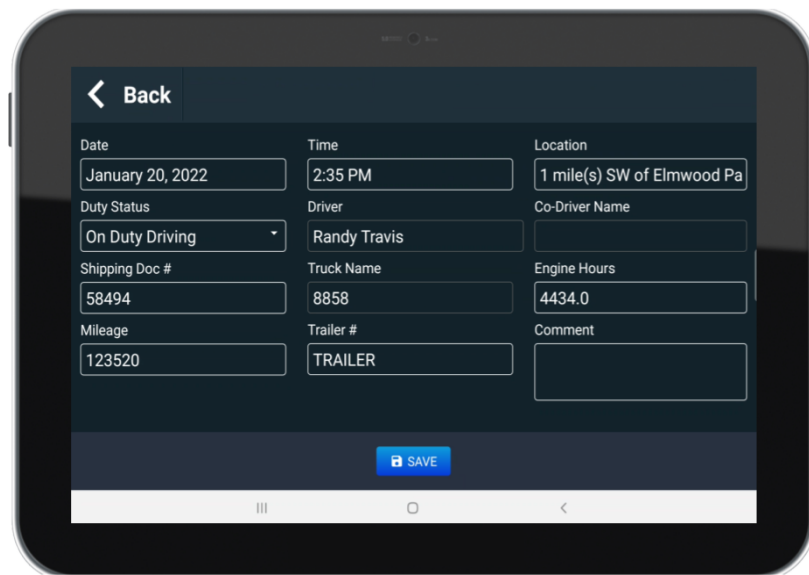 Back
Date Time Location
January 20, 2022 2:35 PM 1 mile(s) SW of Elmwood Pa
Duty Status Driver Co-Driver Name
On Duty Driving Randy Travis
Shipping Doc # Truck Name Engine Hours
58494 8858 4434.0
Mileage Trailer # Comment
123520 TRAILER
SAVE